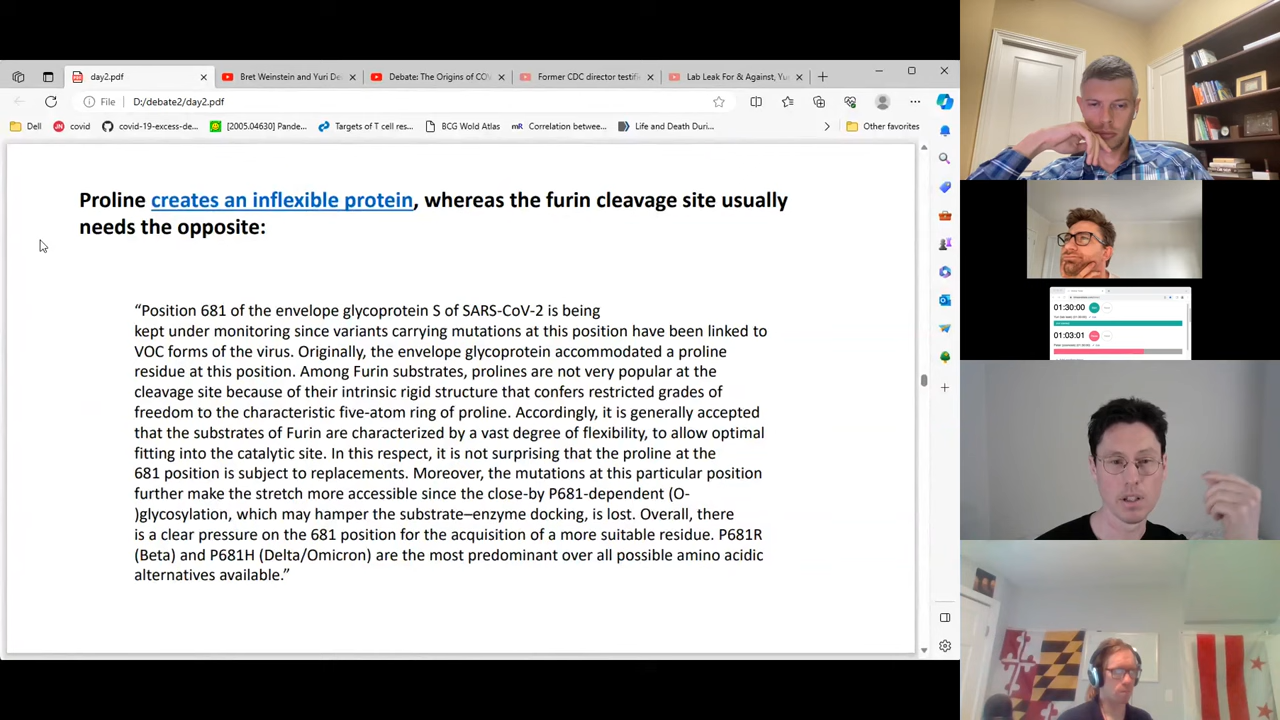 day2.pdf
Bret Weinstein and Yuri De
Debate: The Origins of CO
Former CDC director testif
Lab Leak For & Against, Yu
File
D:/debate2/day2.pdf
Dell
covid
covid-19-excess-de...
[2005.04630] Pande...
Targets of T cell res...
BCG Wold Atlas
mR Correlation betwee...
Life and Death Duri...
Other favorites
Proline creates an inflexible protein, whereas the furin cleavage site usually
needs the opposite:
“Position 681 of the envelope glycoprotein S of SARS-CoV-2 is being
kept under monitoring since variants carrying mutations at this position have been linked to
VOC forms of the virus. Originally, the envelope glycoprotein accommodated a proline
residue at this position. Among Furin substrates, prolines are not very popular at the
cleavage site because of their intrinsic rigid structure that confers restricted grades of
freedom to the characteristic five-atom ring of proline. Accordingly, it is generally accepted
that the substrates of Furin are characterized by a vast degree of flexibility, to allow optimal
fitting into the catalytic site. In this respect, it is not surprising that the proline at the
681 position is subject to replacements. Moreover, the mutations at this particular position
further make the stretch more accessible since the close-by P681-dependent (O-
)glycosylation, which may hamper the substrate–enzyme docking, is lost. Overall, there
is a clear pressure on the 681 position for the acquisition of a more suitable residue. P681R
(Beta) and P681H (Delta/Omicron) are the most predominant over all possible amino acidic
alternatives available.”
01:30:00
01:03:01